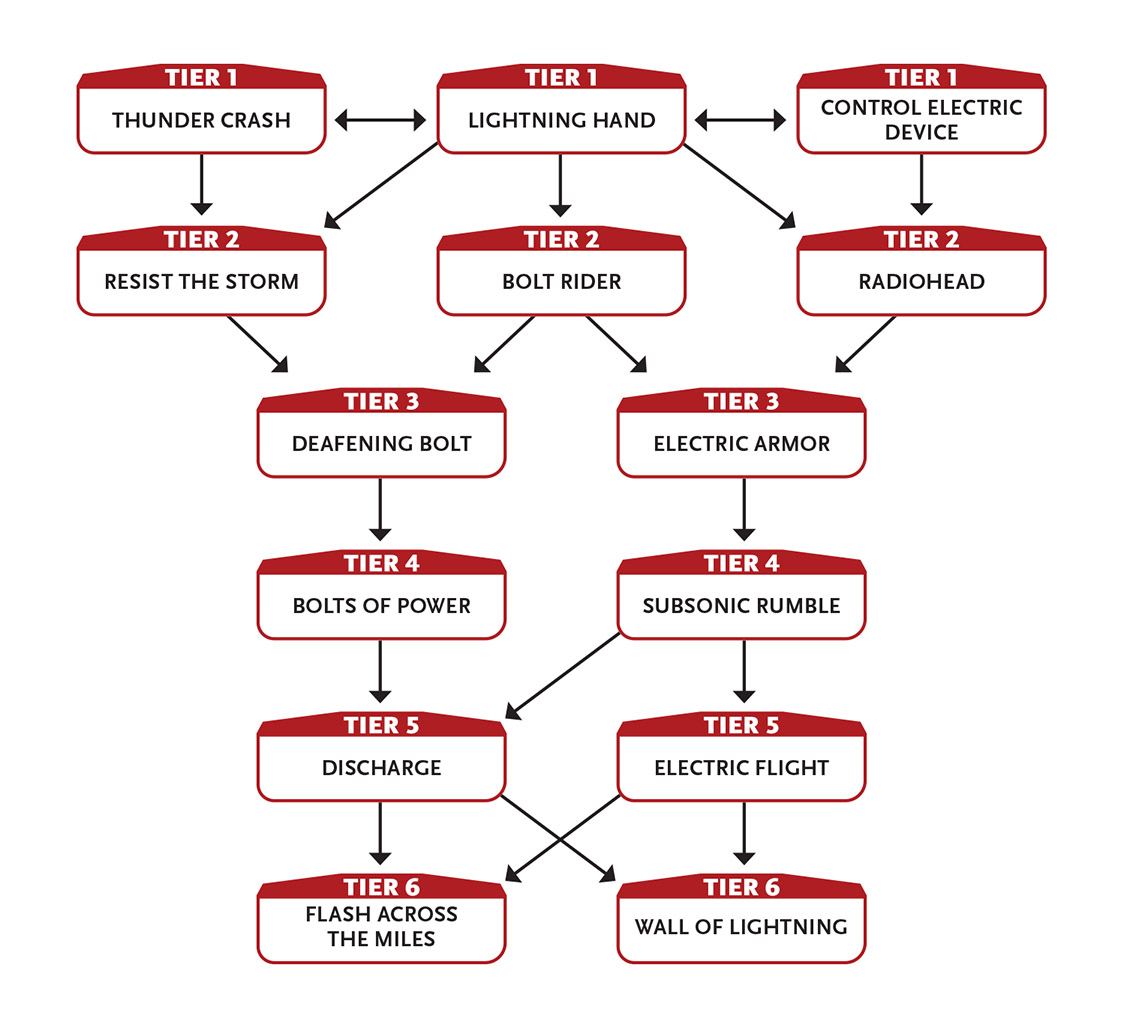 TIER 1
THUNDER CRASH
TIER 1
LIGHTNING HAND
TIER 1
CONTROL ELECTRIC
DEVICE
TIER 2
RESIST THE STORM
TIER 2
BOLT RIDER
TIER 2
RADIOHEAD
TIER 3
DEAFENING BOLT
TIER 3
ELECTRIC ARMOR
TIER 4
BOLTS OF POWER
TIER 4
SUBSONIC RUMBLE
TIER 5
DISCHARGE
TIER 5
ELECTRIC FLIGHT
TIER 6
FLASH ACROSS
THE MILES
TIER 6
WALL OF LIGHTNING